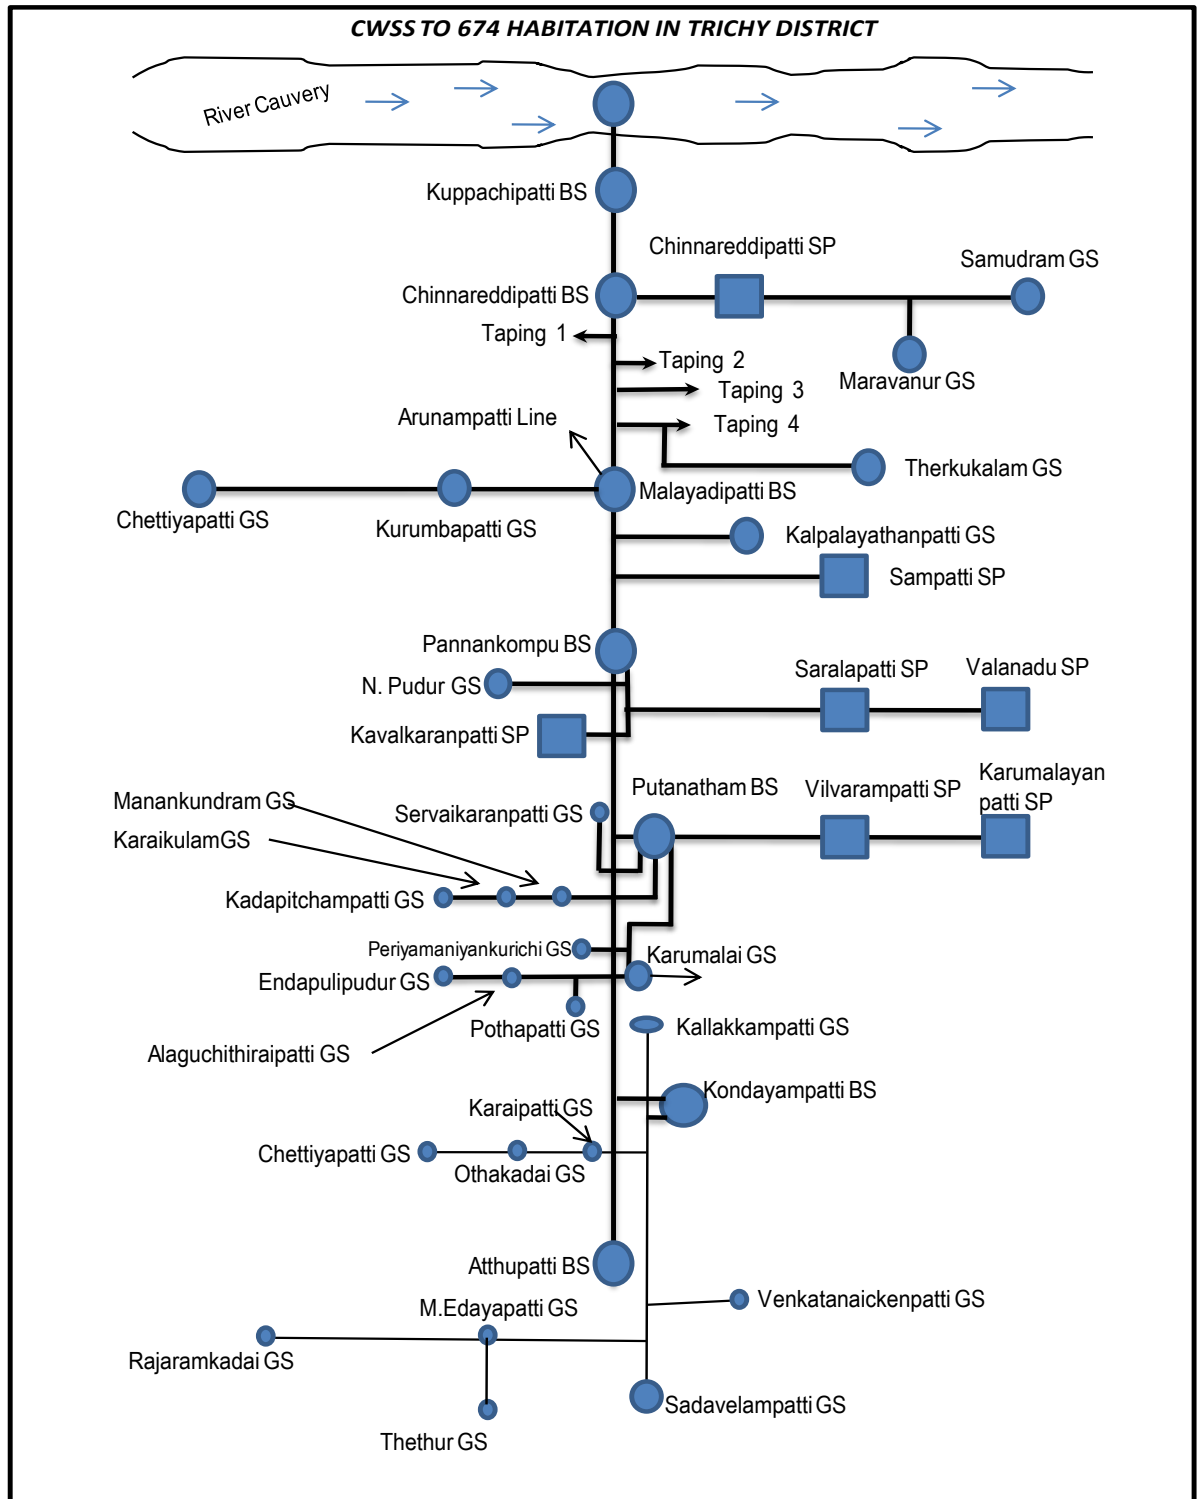 CWSS TO 674 HABITATION IN TRICHY DISTRICT
River Cauvery
Kuppachipatti BS
Chinnareddipatti SP
Samudram GS
Chinnareddipatti BS
Taping 1
Taping 2
Maravanur GS
Taping 3
Arunampatti Line
Taping 4
Therkukalam GS
Malayadipatti BS
Chettiyapatti GS
Kurumbapatti GS
Kalpalayathanpatti GS
Sampatti SP
Pannankompu BS
Saralapatti SP
Valanadu SP
N. Pudur GS
Kavalkaranpatti SP
Putanatham BS
Vilvarampatti SP
Karumalayan
patti SP
Manankundram GS
Servaikaranpatti GS
Karaikulam GS
Kadapitchampatti GS
Periyamaniyankurichi GS
Karumalai GS
Endapulipudur GS
Pothapatti GS
Kallakkampatti GS
Alaguchithiraipatti GS
Kondayampatti BS
Karaipatti GS
Chettiyapatti GS
Othakadai GS
Atthupatti BS
Venkatanaickenpatti GS
M.Edayapatti GS
Rajaramkadai GS
Sadavelampatti GS
Thethur GS